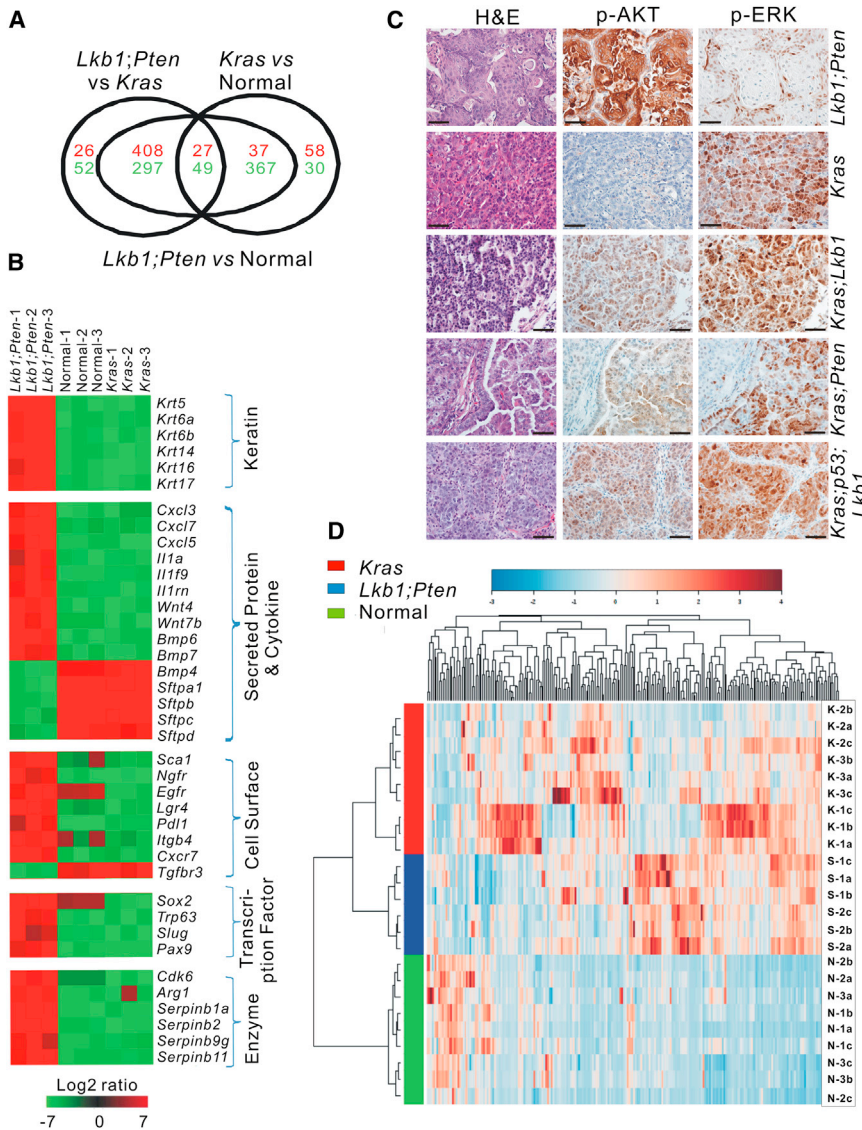 A
Lkb1;Pten
vs Kras
Kras vs
Normal
26 408 27 37 58
52 297 49 367 30
Lkb1;Pten vs Normal
B
Lkb1;Pten-1
Lkb1;Pten-2
Lkb1;Pten-3
Normal-1
Normal-2
Normal-3
Kras-1
Kras-2
Kras-3
Krt5
Krt6a
Krt6b
Krt14
Krt16
Krt17
Keratin
Cxcl3
Cxcl7
Cxcl5
Il1a
Il1f9
Il1rn
Wnt4
Wnt7b
Bmp6
Bmp7
Bmp4
Sftpa1
Sftpb
Sftpc
Sftpd
Secreted Protein
& Cytokine
Sca1
Ngfr
Egfr
Lgr4
Pdl1
Itgb4
Cxcr7
Tgfbr3
Cell Surface
Sox2
Trp63
Slug
Pax9
Transcri-
ption Factor
Cdk6
Arg1
Serpinb1a
Serpinb2
Serpinb9g
Serpinb11
Enzyme
Log2 ratio
-7 0 7
C
H&E p-AKT p-ERK
Lkb1;Pten
Kras
Kras;Lkb1
Kras;Pten
Kras;p53;
Lkb1
D
Kras
Lkb1;Pten
Normal
-3 -2 -1 0 1 2 3 4
K-2b
K-2a
K-2c
K-3b
K-3a
K-3c
K-1c
K-1b
K-1a
S-1c
S-1a
S-1b
S-2c
S-2b
S-2a
N-2b
N-2a
N-3a
N-1b
N-1a
N-1c
N-3c
N-3b
N-2c